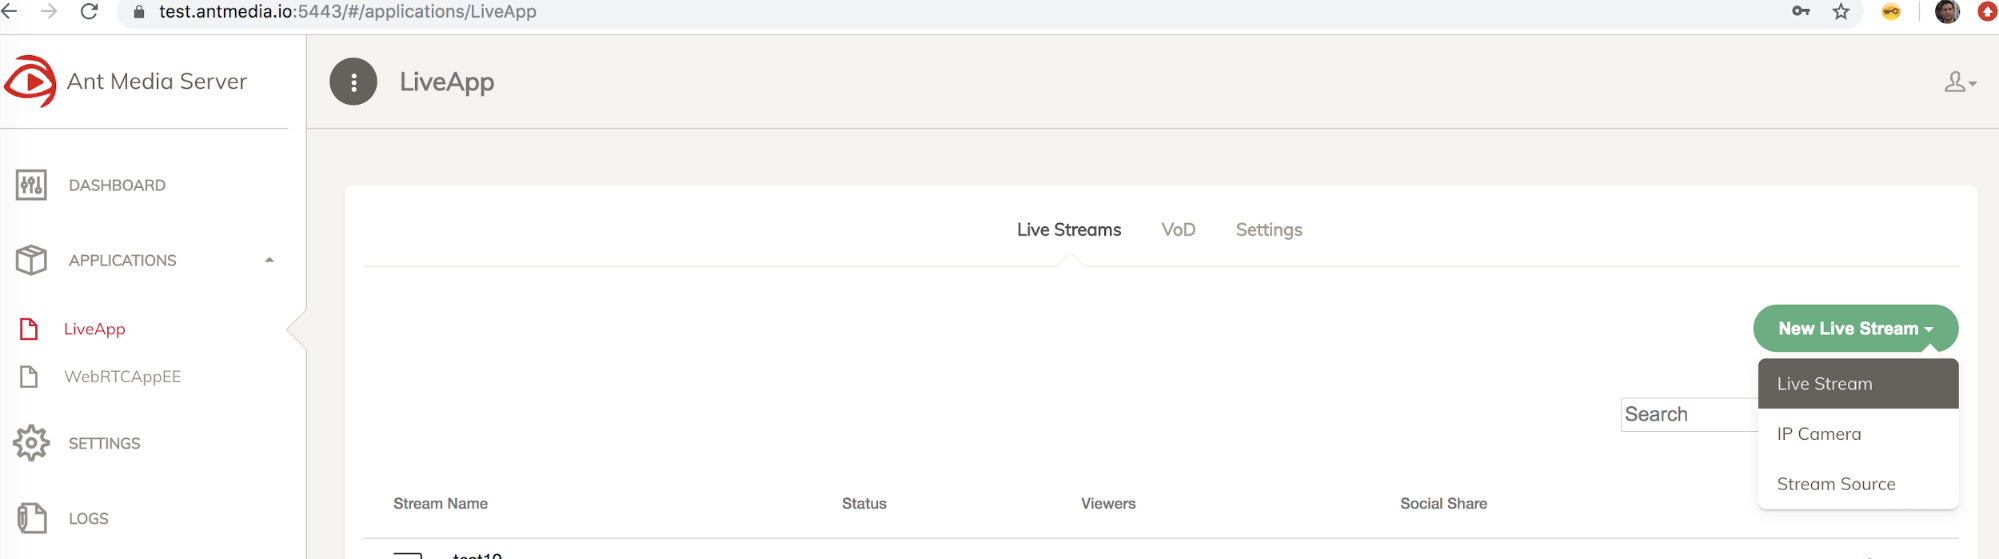 test.antmedia.io:5443/#/applications/LiveApp
Ant Media Server
LiveApp
DASHBOARD
APPLICATIONS
LiveApp
WebRTCAppEE
SETTINGS
LOGS
Live Streams VoD Settings
New Live Stream
Live Stream
IP Camera
Stream Source
Search
Stream Name Status Viewers Social Share
test19